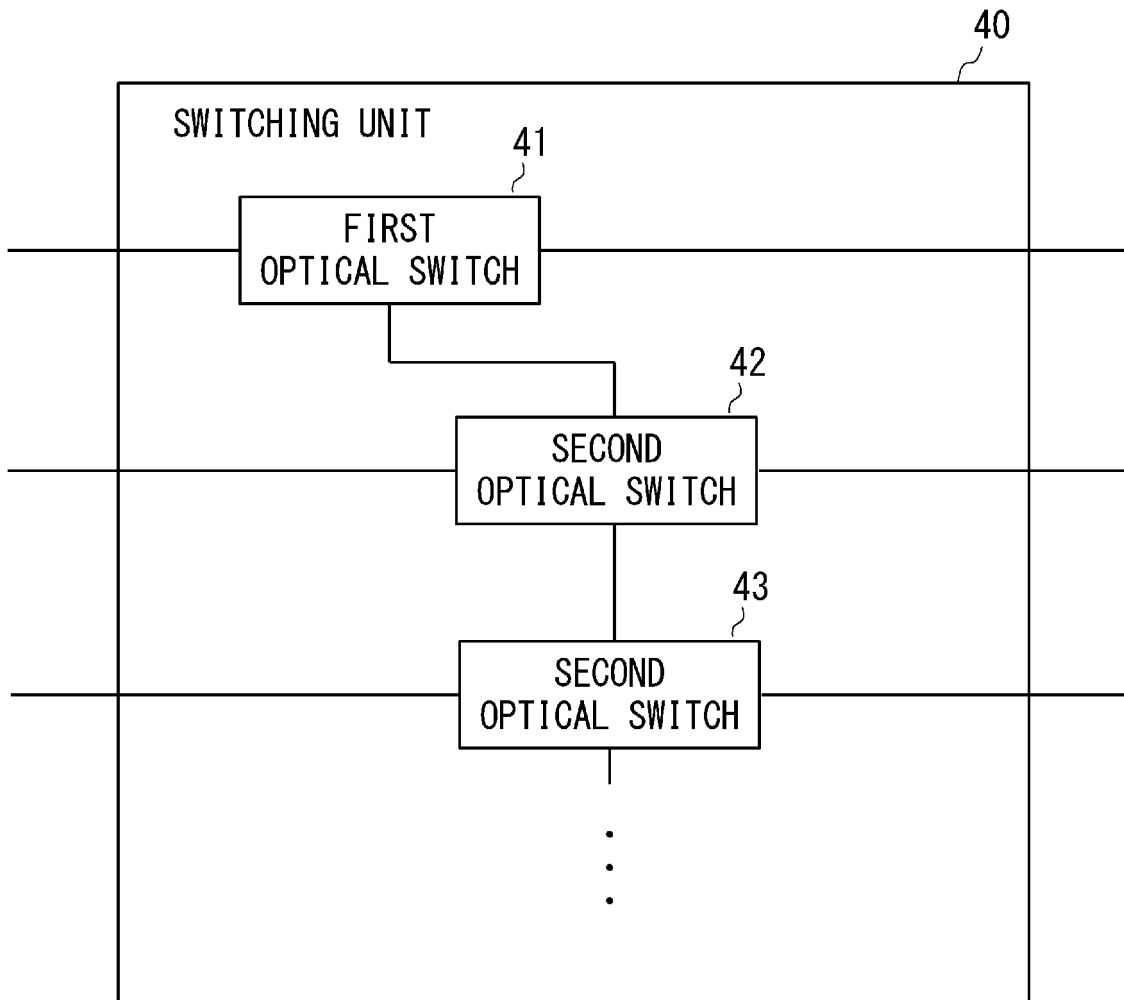 40
SWITCHING UNIT
41
FIRST
OPTICAL SWITCH
42
SECOND
OPTICAL SWITCH
43
SECOND
OPTICAL SWITCH